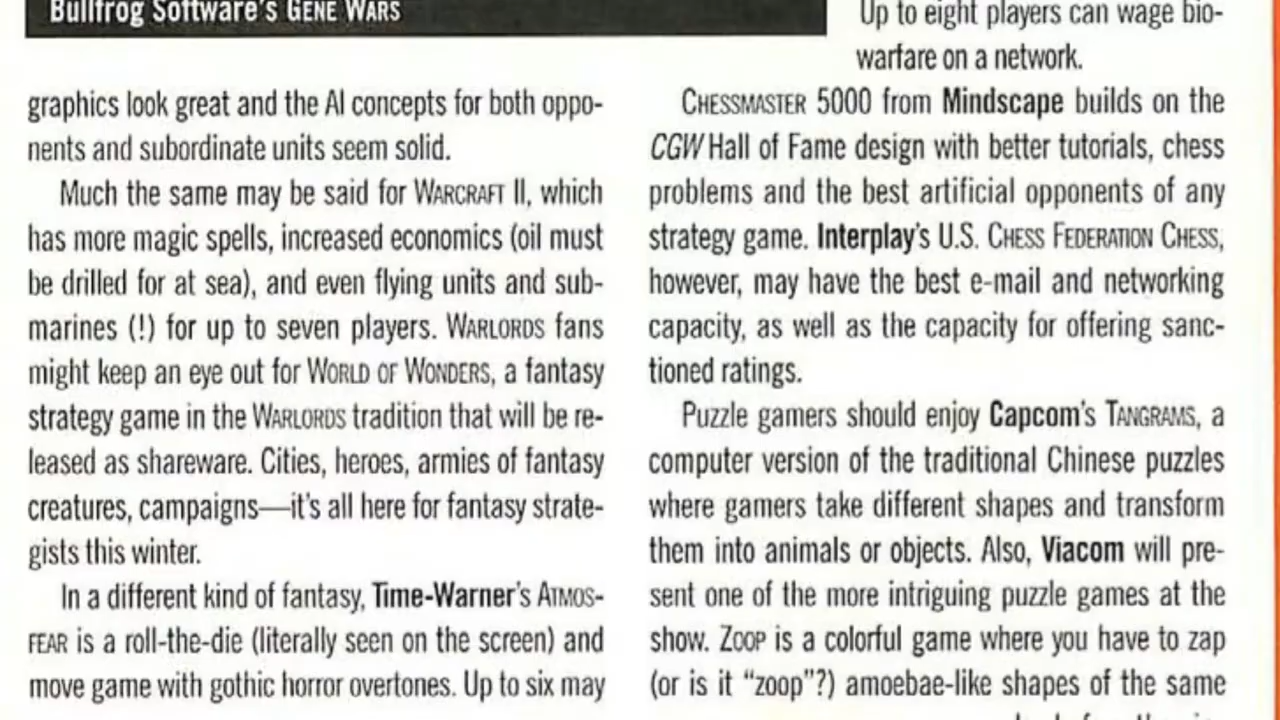 Bullfrog Software's GENE WARS
graphics look great and the AI concepts for both oppo-
nents and subordinate units seem solid.
Much the same may be said for WARCRAFT II, which
has more magic spells, increased economics (oil must
be drilled for at sea), and even flying units and sub-
marines (!) for up to seven players. WARLORDS fans
might keep an eye out for WORLD OF WONDERS, a fantasy
strategy game in the WARLORDS tradition that will be re-
leased as shareware. Cities, heroes, armies of fantasy
creatures, campaigns—it's all here for fantasy strate-
gists this winter.
In a different kind of fantasy, Time-Warner's ATMOS-
FEAR is a roll-the-die (literally seen on the screen) and
move game with gothic horror overtones. Up to six may
Up to eight players can wage bio-
warfare on a network.
CHESSMASTER 5000 from Mindscape builds on the
CGW Hall of Fame design with better tutorials, chess
problems and the best artificial opponents of any
strategy game. Interplay's U.S. CHESS FEDERATION CHESS,
however, may have the best e-mail and networking
capacity, as well as the capacity for offering sanc-
tioned ratings.
Puzzle gamers should enjoy Capcom's TANGRAMS, a
computer version of the traditional Chinese puzzles
where gamers take different shapes and transform
them into animals or objects. Also, Viacom will pre-
sent one of the more intriguing puzzle games at the
show. ZOOP is a colorful game where you have to zap
(or is it "zoop"?) amoebae-like shapes of the same